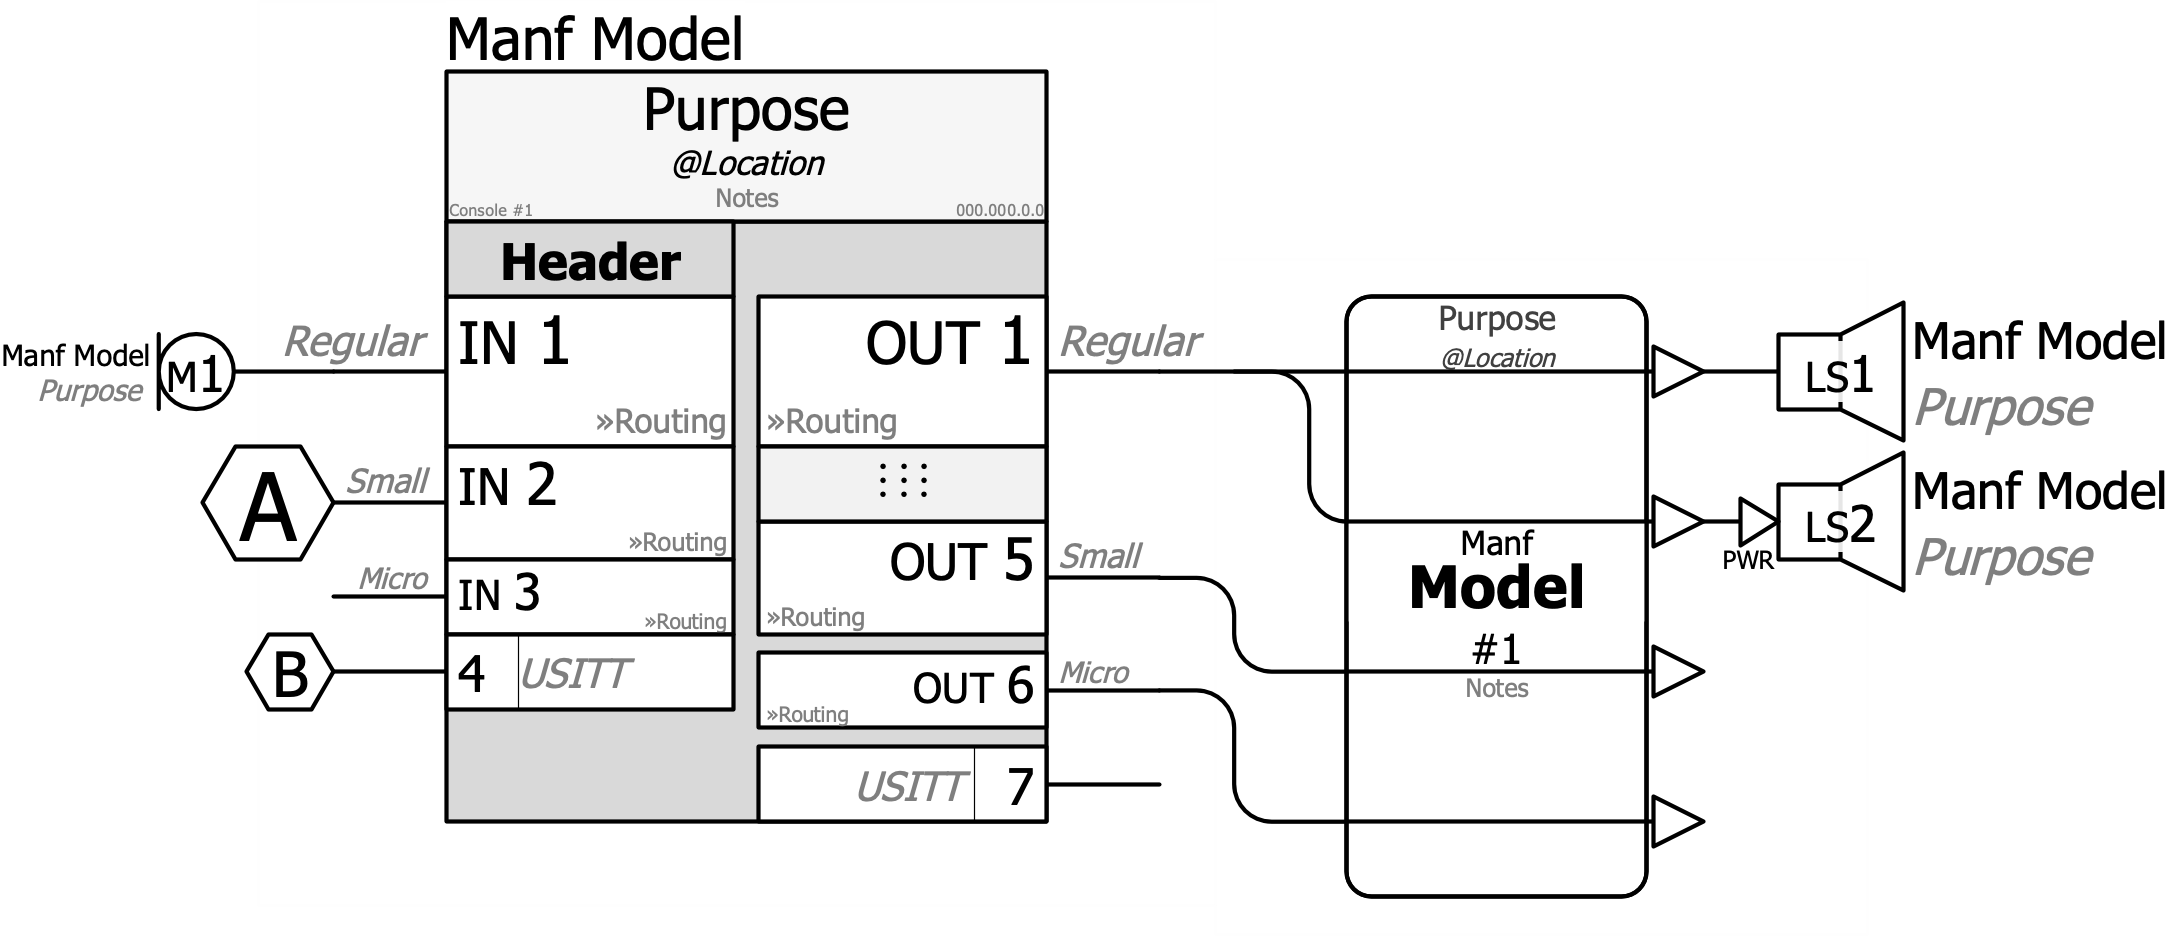 Manf Model
Purpose
@Location
Notes
Console #1
000.000.0.0
Header
Manf Model
Purpose
M1
Regular
IN 1
»Routing
A
Small
IN 2
»Routing
Micro
IN 3
»Routing
B
4
USITT
OUT 1
»Routing
Regular
OUT 5
»Routing
Small
OUT 6
»Routing
Micro
USITT
7
Purpose
@Location
Manf
Model
#1
Notes
LS1
Manf Model
Purpose
PWR
LS2
Manf Model
Purpose